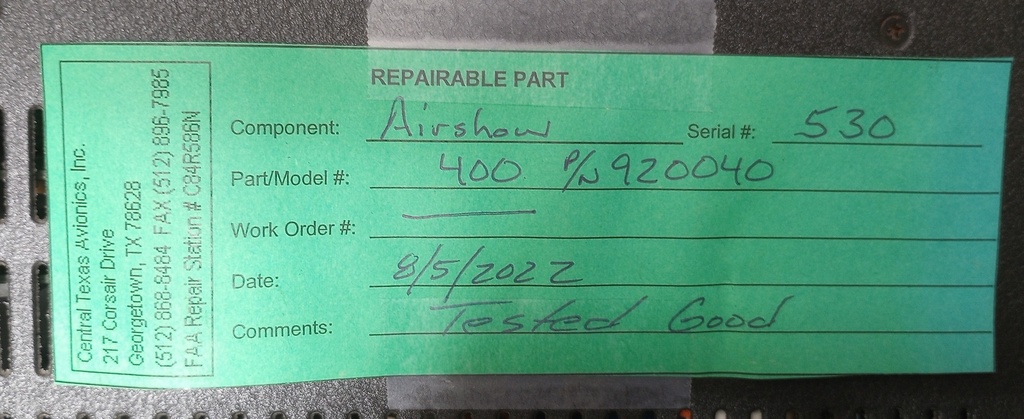 Central Texas Avionics, Inc.
217 Corsair Drive
Georgetown, TX 78628
(512) 868-8484 FAX (512) 896-7985
FAA Repair Station # C84R586N
REPAIRABLE PART
Component: Airshow Serial #: 530
Part/Model #: 400 P/N 920040
Work Order #: —
Date: 8/5/2022
Comments: Tested Good